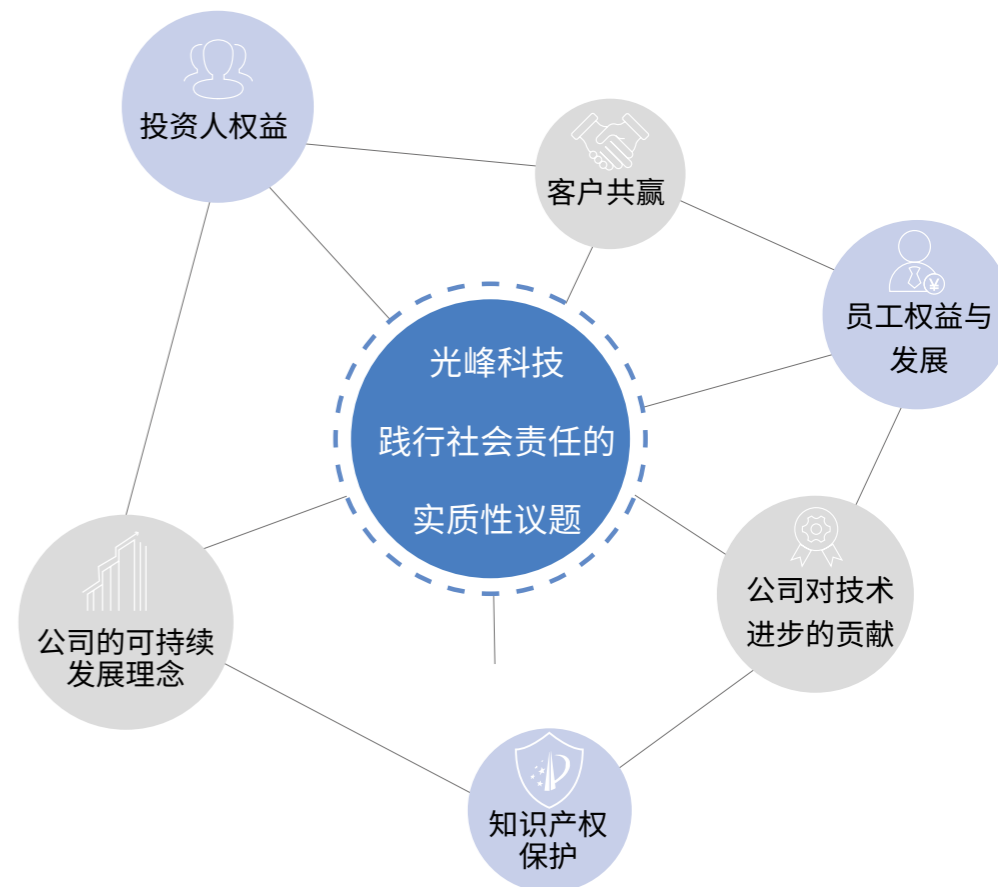 投资人权益
客户共赢
员工权益与
发展
¥
光峰科技
践行社会责任的
实质性议题
公司对技术
进步的贡献
公司的可持续
发展理念
知识产权
保护